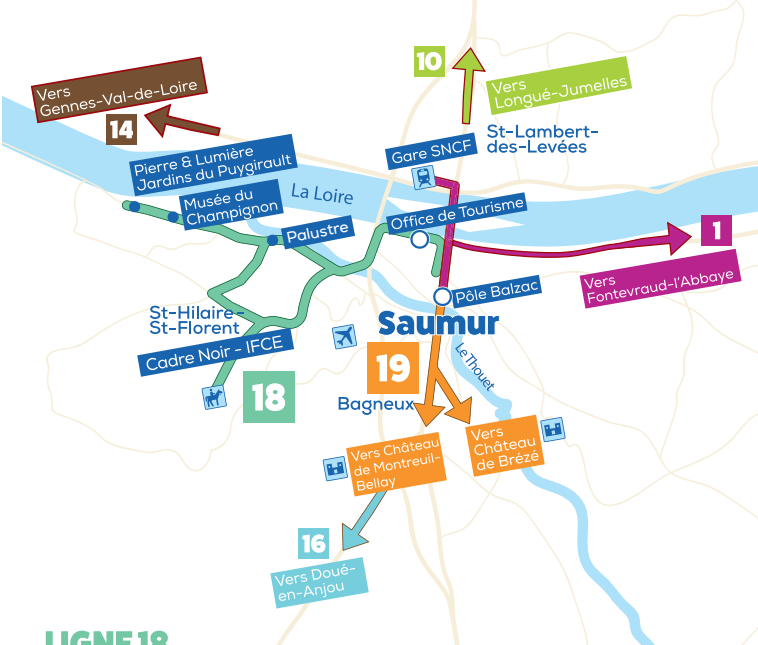 10
Vers
Longué-Jumelles
Vers
Gennes-Val-de-Loire
14
St-Lambert-
des-Levées
Gare SNCF
Pierre & Lumière
Jardins du Puygirault
Musée du
Champignon
La Loire
Office de Tourisme
Palustre
1
Vers
Fontevraud-l'Abbaye
Pôle Balzac
St-Hilaire-
St-Florent
Saumur
Cadre Noir - IFCE
Le Thouet
19
18
Bagneux
Vers Château
de Montreuil-
Bellay
Vers
Château
de Brézé
16
Vers Doué-
en-Anjou
LIGNE 18